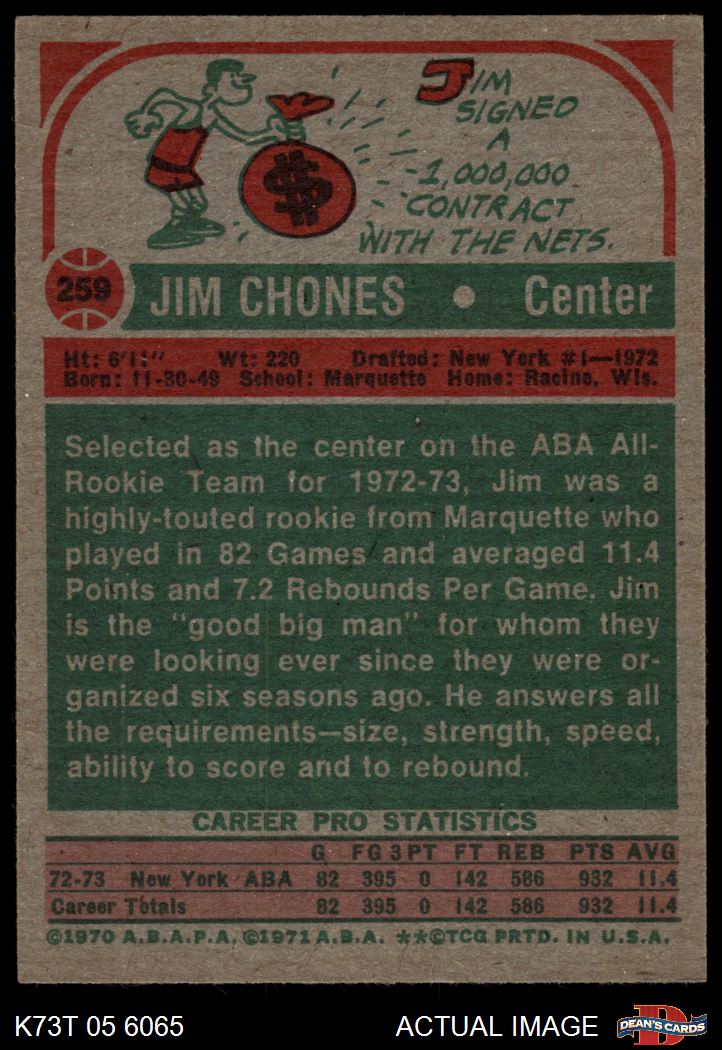 JIM
SIGNED
A
1,000,000
CONTRACT
WITH THE NETS.
259 JIM CHONES • Center
Ht: 6'11" Wt: 220 Drafted: New York #1—1972
Born: 11-30-49 School: Marquette Home: Racine, Wis.
Selected as the center on the ABA All-
Rookie Team for 1972-73, Jim was a
highly-touted rookie from Marquette who
played in 82 Games and averaged 11.4
Points and 7.2 Rebounds Per Game. Jim
is the "good big man" for whom they
were looking ever since they were or-
ganized six seasons ago. He answers all
the requirements—size, strength, speed,
ability to score and to rebound.
CAREER PRO STATISTICS
G FG 3PT FT REB PTS AVG
72-73 New York ABA 82 395 0 142 586 932 11.4
Career Totals 82 395 0 142 586 932 11.4
©1970 A.B.A.P.A. ©1971 A.B.A. **©TCG PRTD. IN U.S.A.
K73T 05 6065 ACTUAL IMAGE DEAN'S CARDS